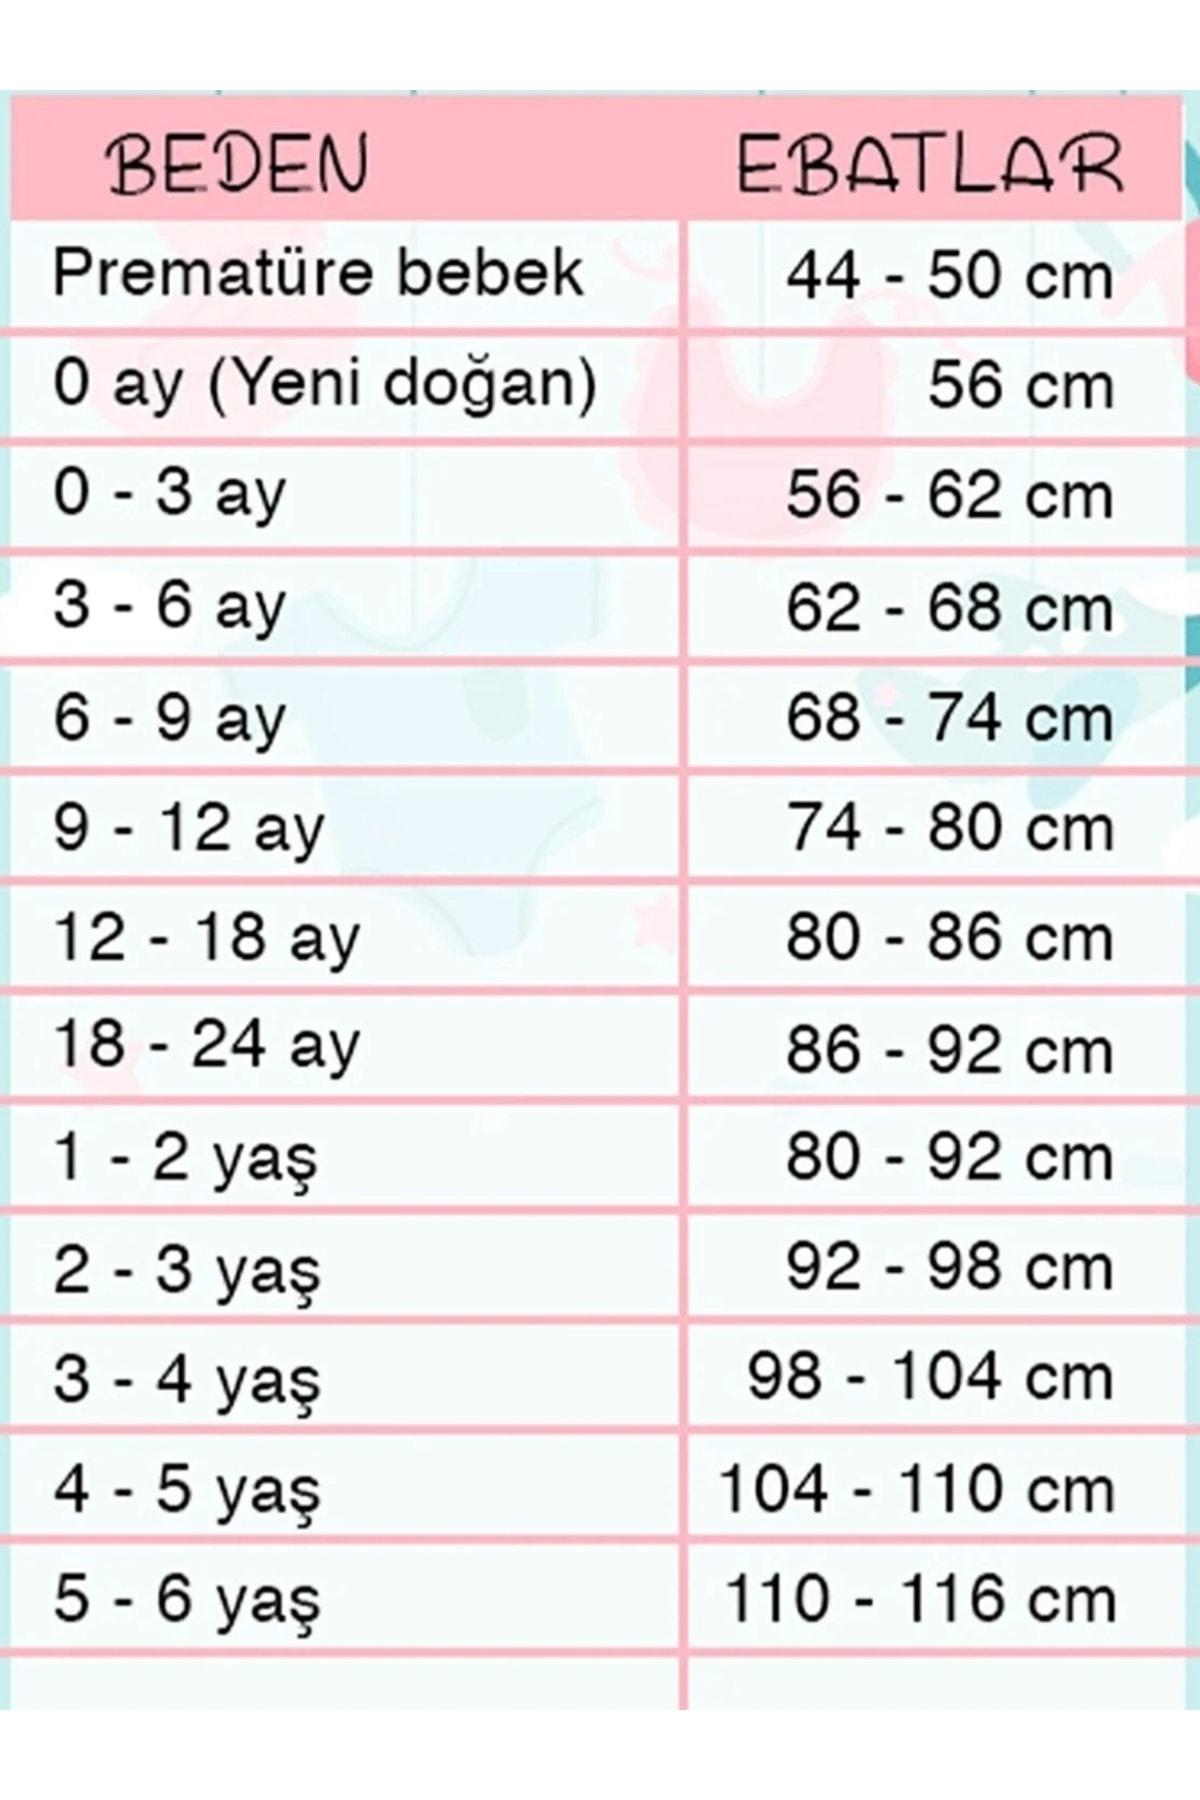 BEDEN EBATLAR
Prematüre bebek 44 - 50 cm
0 ay (Yeni doğan) 56 cm
0 - 3 ay 56 - 62 cm
3 - 6 ay 62 - 68 cm
6 - 9 ay 68 - 74 cm
9 - 12 ay 74 - 80 cm
12 - 18 ay 80 - 86 cm
18 - 24 ay 86 - 92 cm
1 - 2 yaş 80 - 92 cm
2 - 3 yaş 92 - 98 cm
3 - 4 yaş 98 - 104 cm
4 - 5 yaş 104 - 110 cm
5 - 6 yaş 110 - 116 cm